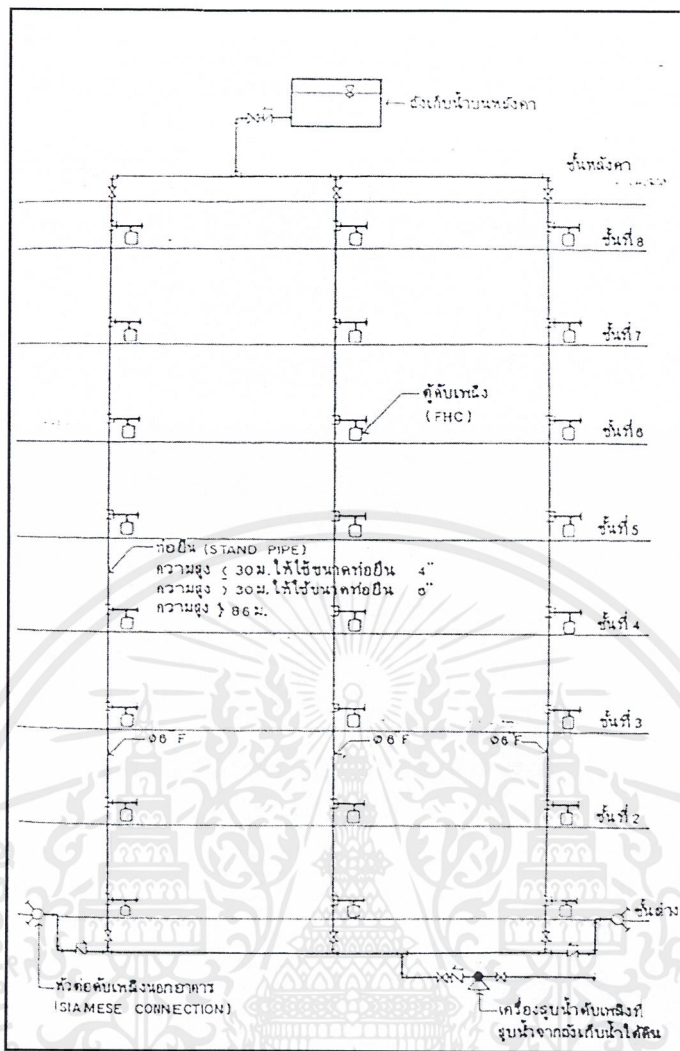 ถังเก็บน้ำบนหลังคา
ชั้นหลังคา
ชั้นที่ 8
ชั้นที่ 7
ตู้ดับเพลิง
(FHC)
ชั้นที่ 6
ชั้นที่ 5
ท่อยืน (STAND PIPE)
ความสูง ≤ 30ม. ให้ใช้ขนาดท่อยืน 4"
ความสูง > 30ม. ให้ใช้ขนาดท่อยืน 6"
ความสูง ≯ 86 ม.
ชั้นที่ 4
ชั้นที่ 3
Ø6"F Ø6"F Ø6"F
ชั้นที่ 2
ชั้นล่าง
หัวต่อดับเพลิงนอกอาคาร
(SIAMESE CONNECTION)
เครื่องสูบน้ำดับเพลิงที่
สูบน้ำจากถังเก็บน้ำใต้ดิน